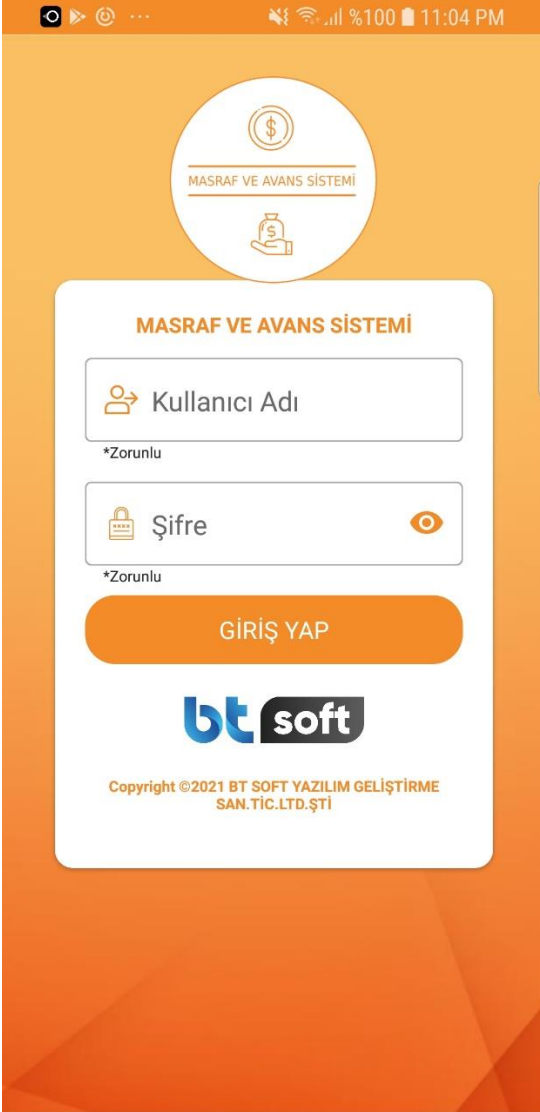 %100 11:04 PM
MASRAF VE AVANS SİSTEMİ
MASRAF VE AVANS SİSTEMİ
Kullanıcı Adı
*Zorunlu
Şifre
*Zorunlu
GİRİŞ YAP
bt soft
Copyright ©2021 BT SOFT YAZILIM GELİŞTİRME
SAN.TİC.LTD.ŞTİ